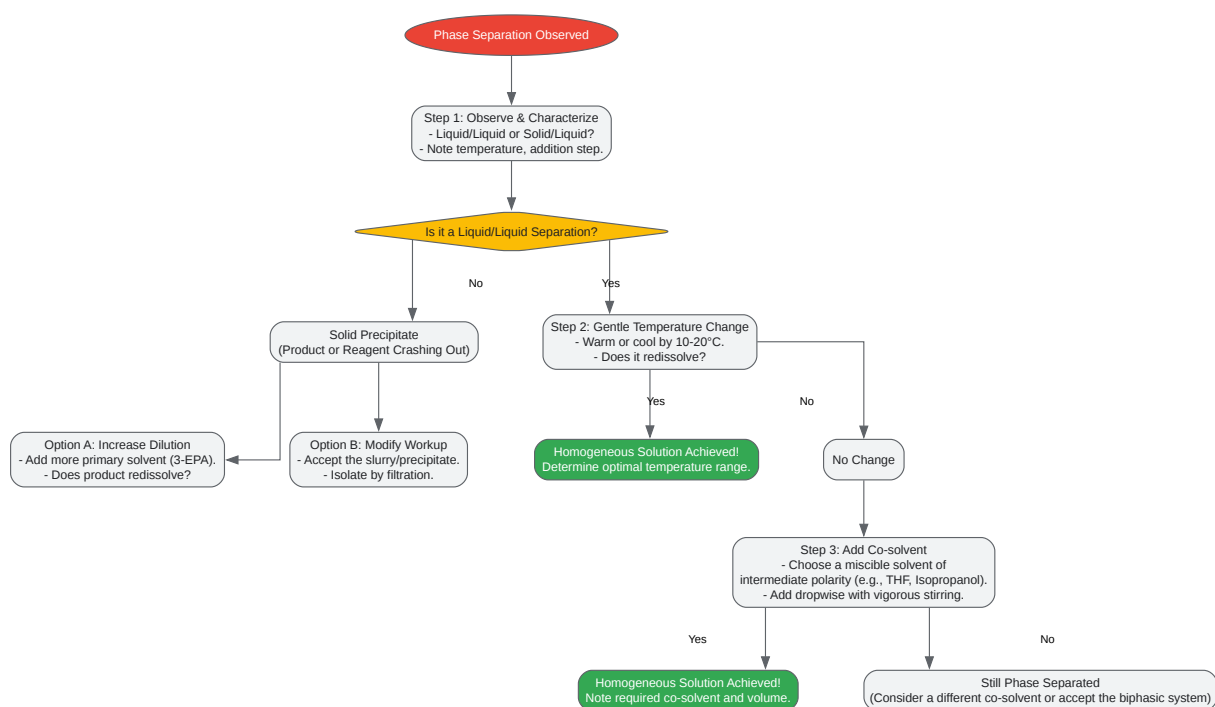 Phase Separation Observed
Step 1: Observe & Characterize
- Liquid/Liquid or Solid/Liquid?
- Note temperature, addition step.
Is it a Liquid/Liquid Separation?
No
Yes
Solid Precipitate
(Product or Reagent Crashing Out)
Step 2: Gentle Temperature Change
- Warm or cool by 10-20°C.
- Does it redissolve?
Yes
No
Option A: Increase Dilution
- Add more primary solvent (3-EPA).
- Does product redissolve?
Option B: Modify Workup
- Accept the slurry/precipitate.
- Isolate by filtration.
Homogeneous Solution Achieved!
Determine optimal temperature range.
No Change
Step 3: Add Co-solvent
- Choose a miscible solvent of
intermediate polarity (e.g., THF, Isopropanol).
- Add dropwise with vigorous stirring.
Yes
No
Homogeneous Solution Achieved!
Note required co-solvent and volume.
Still Phase Separated
(Consider a different co-solvent or accept the biphasic system)